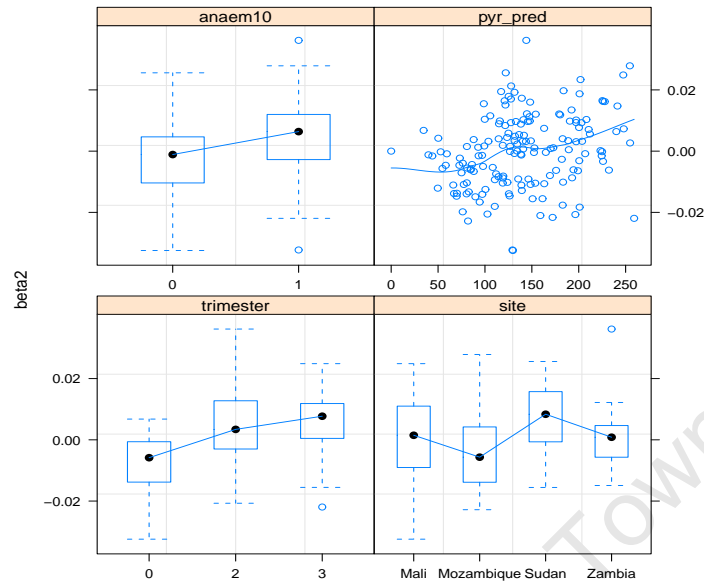 anaem10 pyr_pred
0.02
0.00
−0.02
0 1 0 50 100 150 200 250
beta2
trimester site
0.02
0.00
−0.02
0 2 3 Mali Mozambique Sudan Zambia
Town